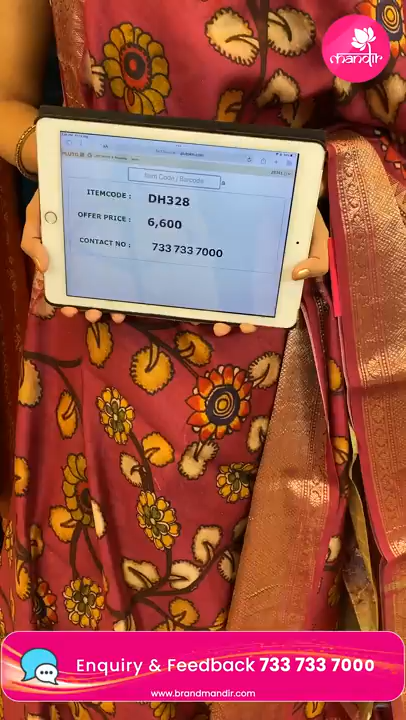 mandir
Item Code / Barcode
ITEMCODE : DH328
OFFER PRICE : 6,600
CONTACT NO : 733 733 7000
Enquiry & Feedback 733 733 7000
www.brandmandir.com